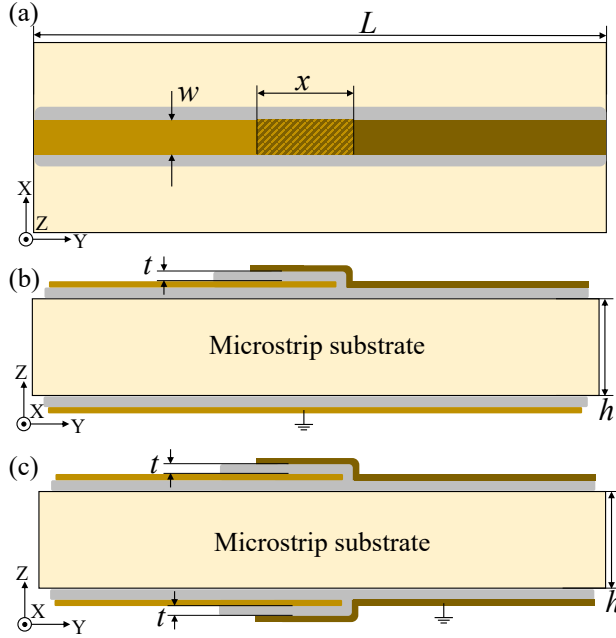 (a)
L
x
w
X
Z
Y
(b)
t
Microstrip substrate
h
Z
X
Y
(c)
t
Microstrip substrate
h
Z
t
X
Y